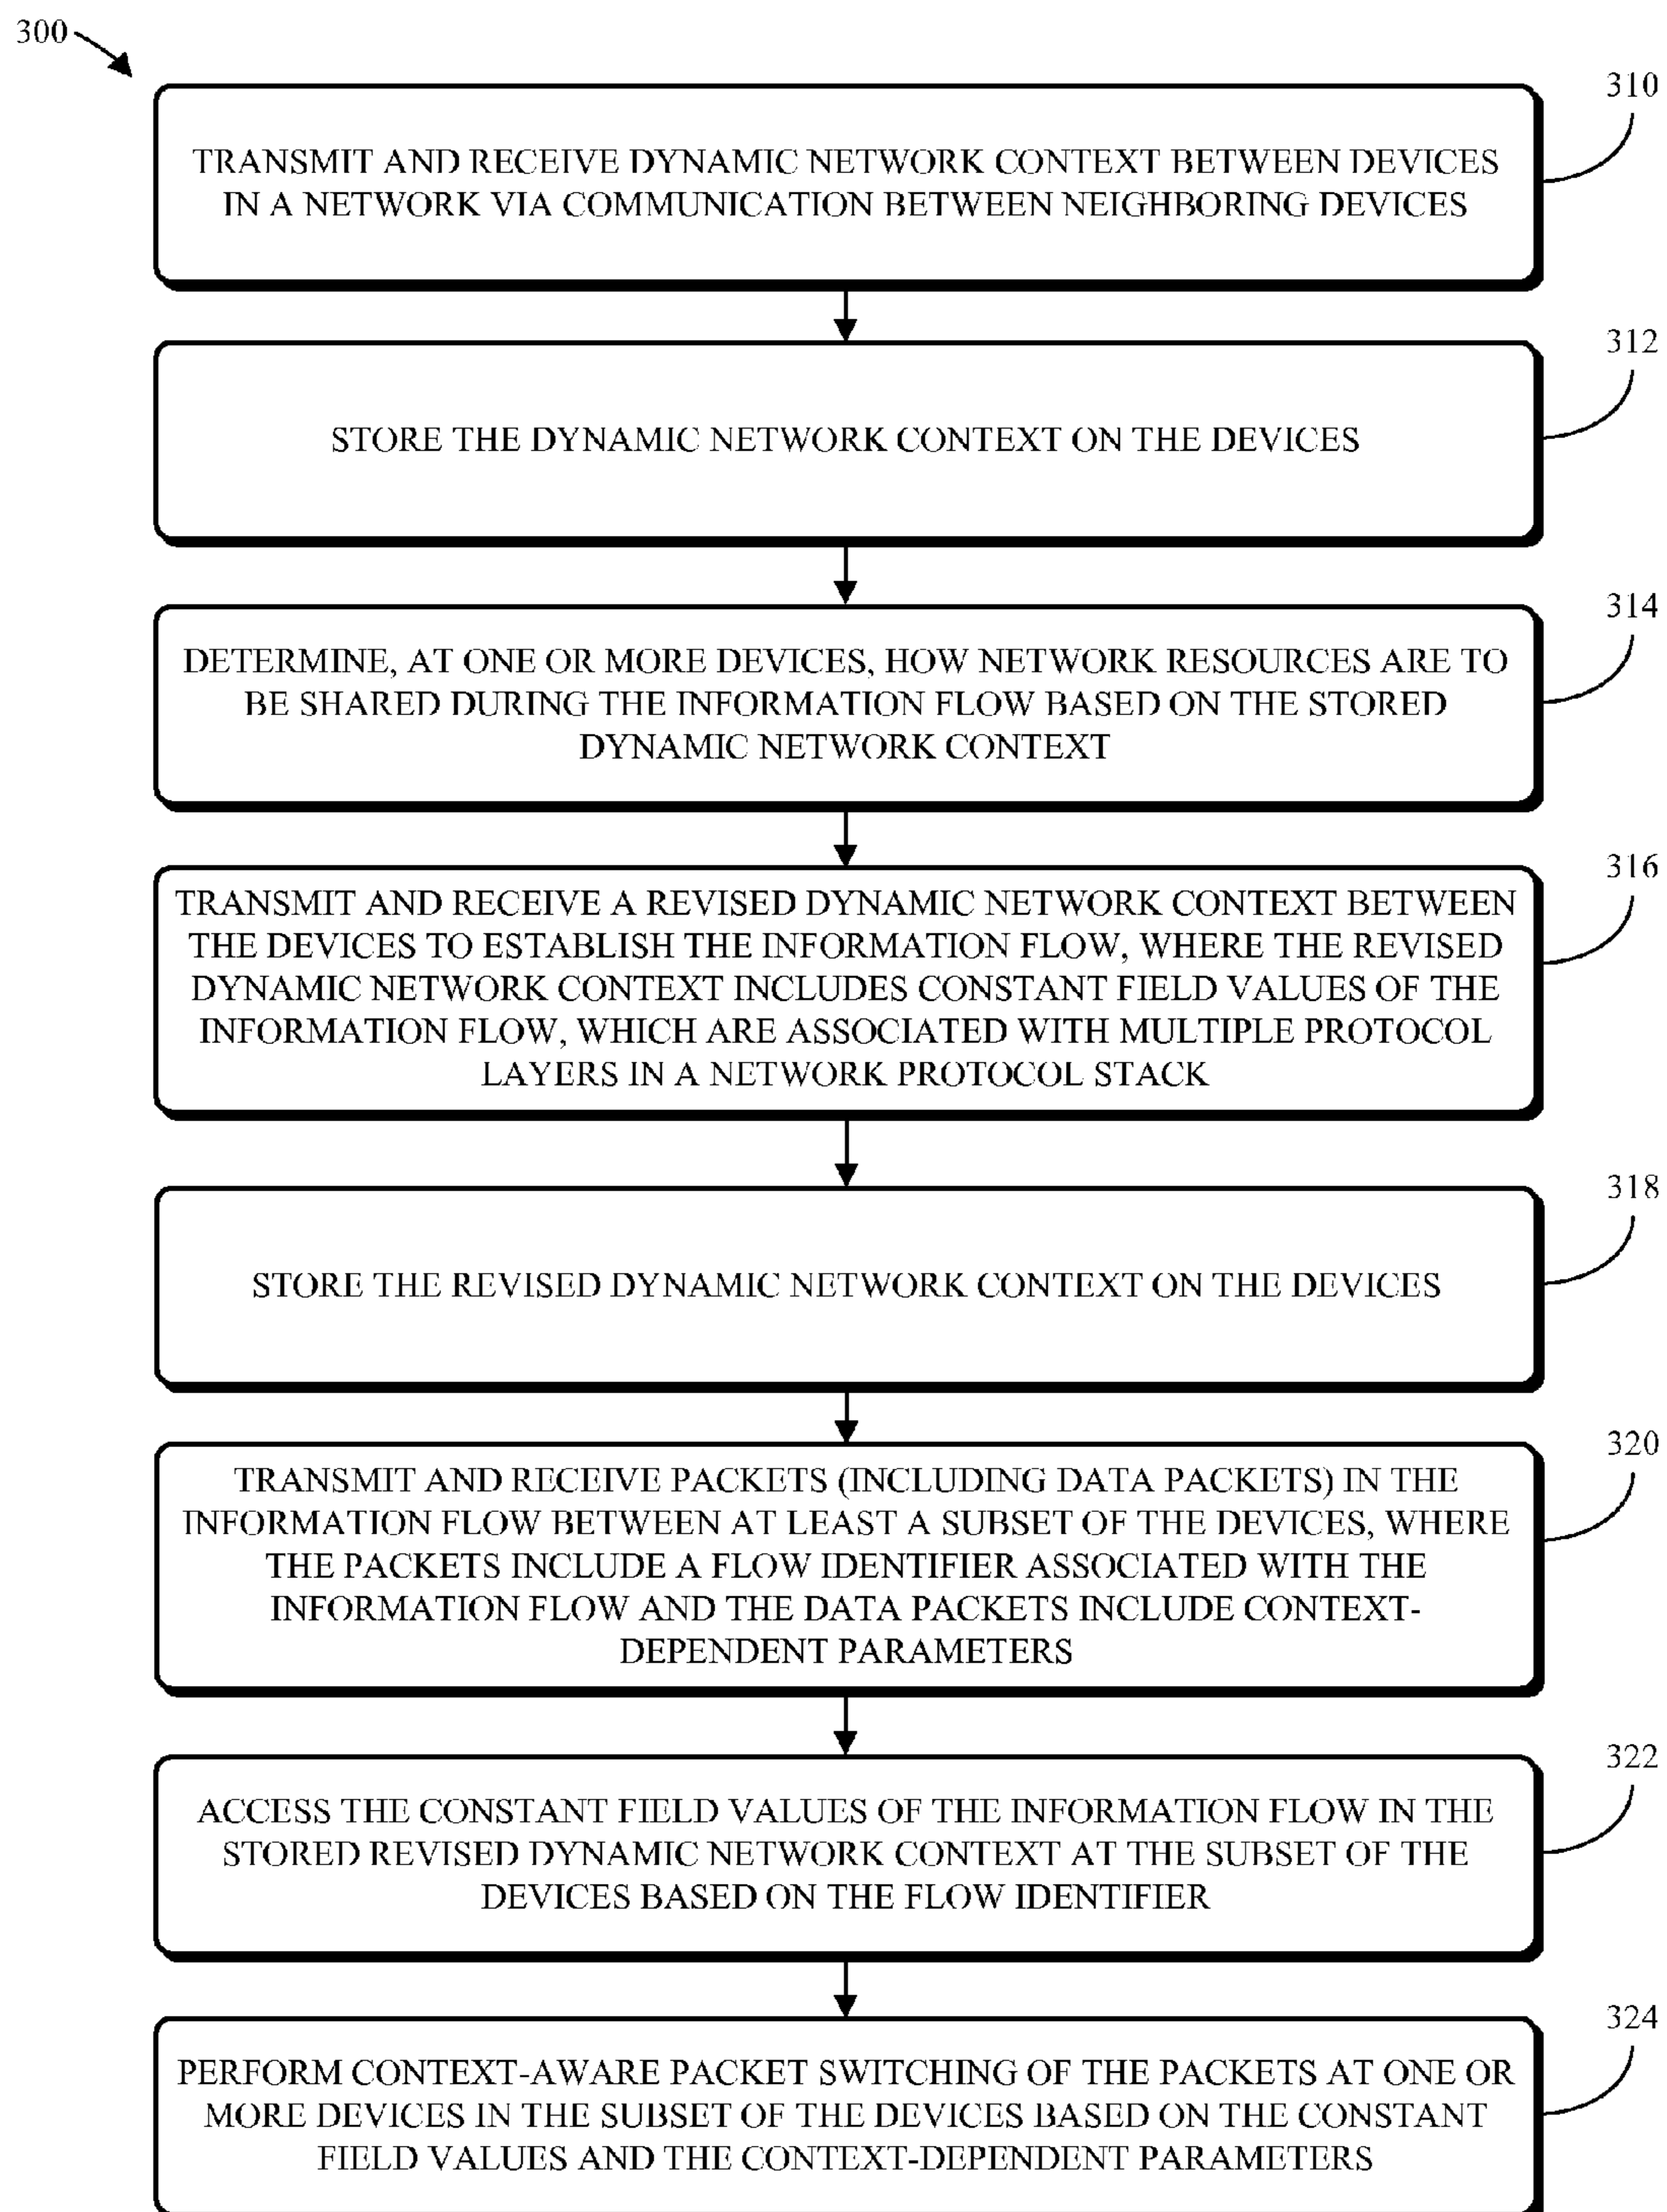 300
310
TRANSMIT AND RECEIVE DYNAMIC NETWORK CONTEXT BETWEEN DEVICES
IN A NETWORK VIA COMMUNICATION BETWEEN NEIGHBORING DEVICES
312
STORE THE DYNAMIC NETWORK CONTEXT ON THE DEVICES
314
DETERMINE, AT ONE OR MORE DEVICES, HOW NETWORK RESOURCES ARE TO
BE SHARED DURING THE INFORMATION FLOW BASED ON THE STORED
DYNAMIC NETWORK CONTEXT
316
TRANSMIT AND RECEIVE A REVISED DYNAMIC NETWORK CONTEXT BETWEEN
THE DEVICES TO ESTABLISH THE INFORMATION FLOW, WHERE THE REVISED
DYNAMIC NETWORK CONTEXT INCLUDES CONSTANT FIELD VALUES OF THE
INFORMATION FLOW, WHICH ARE ASSOCIATED WITH MULTIPLE PROTOCOL
LAYERS IN A NETWORK PROTOCOL STACK
318
STORE THE REVISED DYNAMIC NETWORK CONTEXT ON THE DEVICES
320
TRANSMIT AND RECEIVE PACKETS (INCLUDING DATA PACKETS) IN THE
INFORMATION FLOW BETWEEN AT LEAST A SUBSET OF THE DEVICES, WHERE
THE PACKETS INCLUDE A FLOW IDENTIFIER ASSOCIATED WITH THE
INFORMATION FLOW AND THE DATA PACKETS INCLUDE CONTEXT-
DEPENDENT PARAMETERS
322
ACCESS THE CONSTANT FIELD VALUES OF THE INFORMATION FLOW IN THE
STORED REVISED DYNAMIC NETWORK CONTEXT AT THE SUBSET OF THE
DEVICES BASED ON THE FLOW IDENTIFIER
324
PERFORM CONTEXT-AWARE PACKET SWITCHING OF THE PACKETS AT ONE OR
MORE DEVICES IN THE SUBSET OF THE DEVICES BASED ON THE CONSTANT
FIELD VALUES AND THE CONTEXT-DEPENDENT PARAMETERS